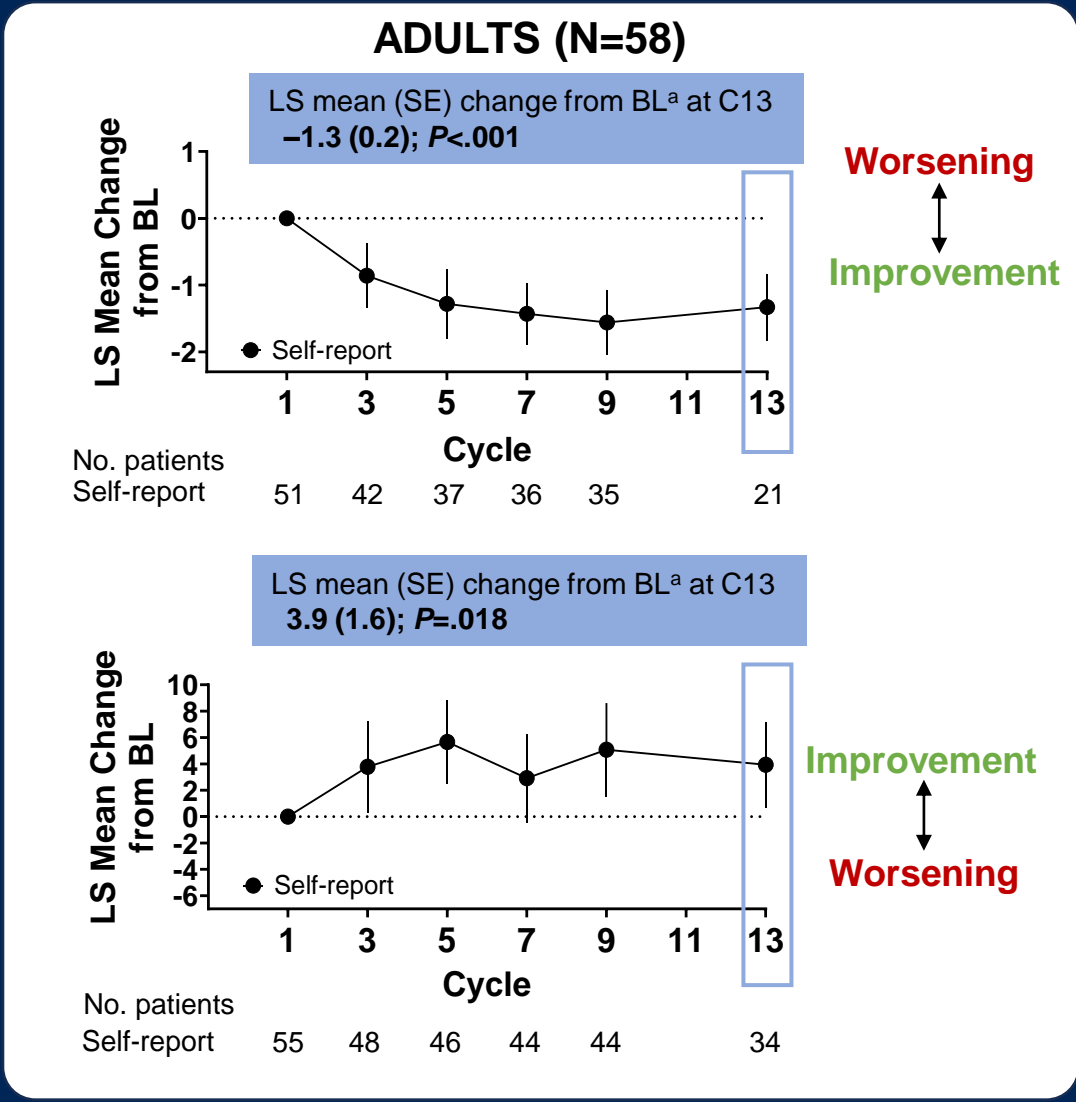 ADULTS (N=58)
LS mean (SE) change from BLᵃ at C13
–1.3 (0.2); P<.001
LS Mean Change
from BL
1
0
-1
-2
Self-report
1 3 5 7 9 11 13
Cycle
No. patients
Self-report 51 42 37 36 35 21
Worsening
Improvement
LS mean (SE) change from BLᵃ at C13
3.9 (1.6); P=.018
LS Mean Change
from BL
10
8
6
4
2
0
-2
-4
-6
Self-report
1 3 5 7 9 11 13
Cycle
No. patients
Self-report 55 48 46 44 44 34
Improvement
Worsening